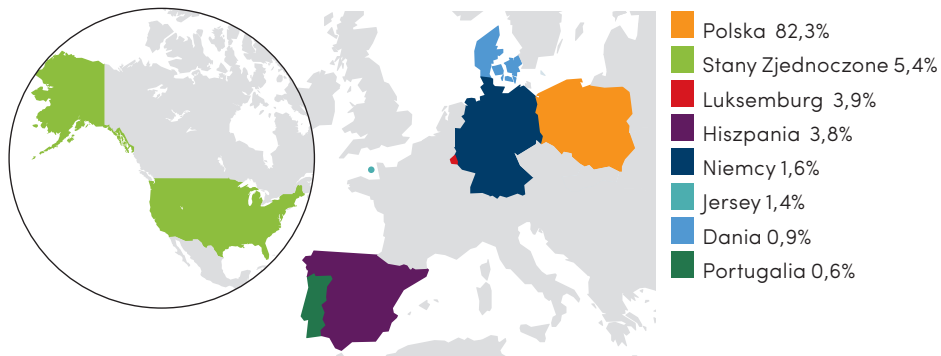 Polska 82,3%
Stany Zjednoczone 5,4%
Luksemburg 3,9%
Hiszpania 3,8%
Niemcy 1,6%
Jersey 1,4%
Dania 0,9%
Portugalia 0,6%